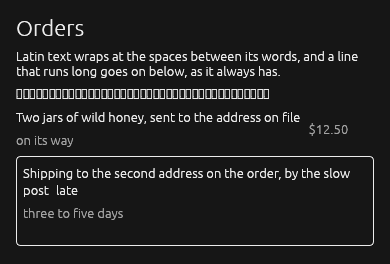 Orders
Latin text wraps at the spaces between its words, and a line
that runs long goes on below, as it always has.
Two jars of wild honey, sent to the address on file
$12.50
on its way
Shipping to the second address on the order, by the slow
post late
three to five days